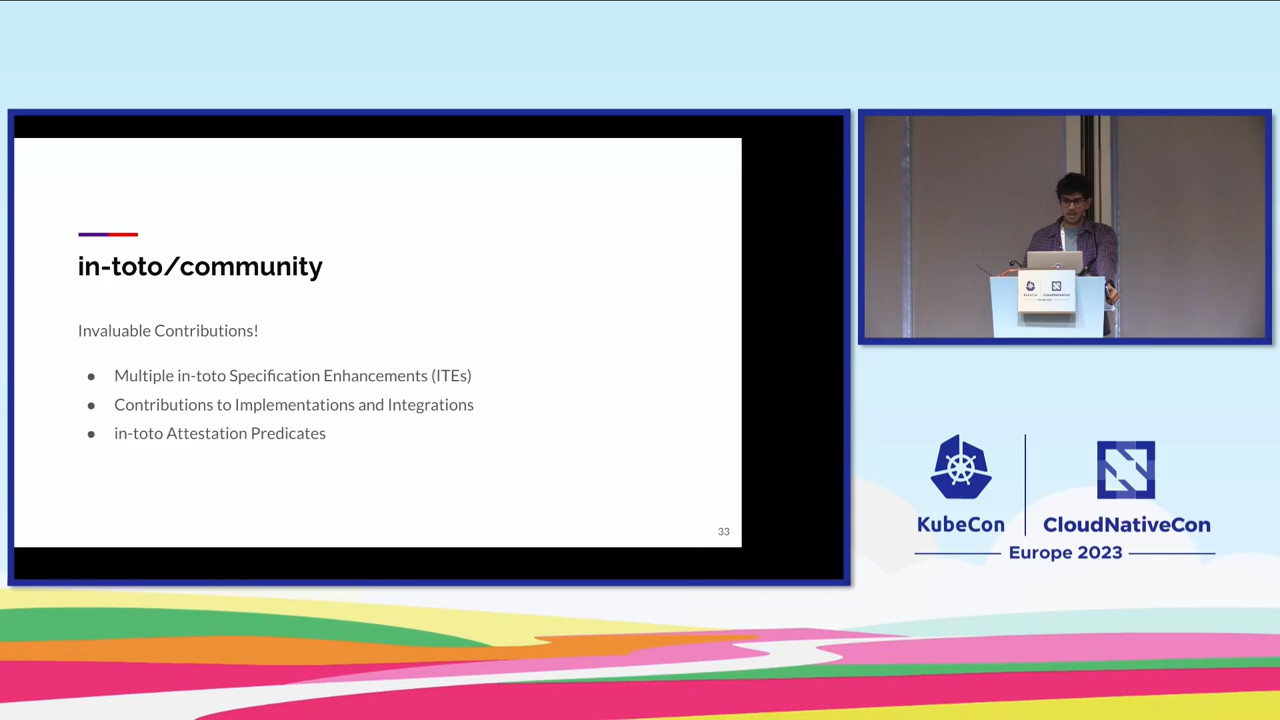 in-toto/community
Invaluable Contributions!
● Multiple in-toto Specification Enhancements (ITEs)
● Contributions to Implementations and Integrations
● in-toto Attestation Predicates
33
KubeCon
CloudNativeCon
Europe 2023